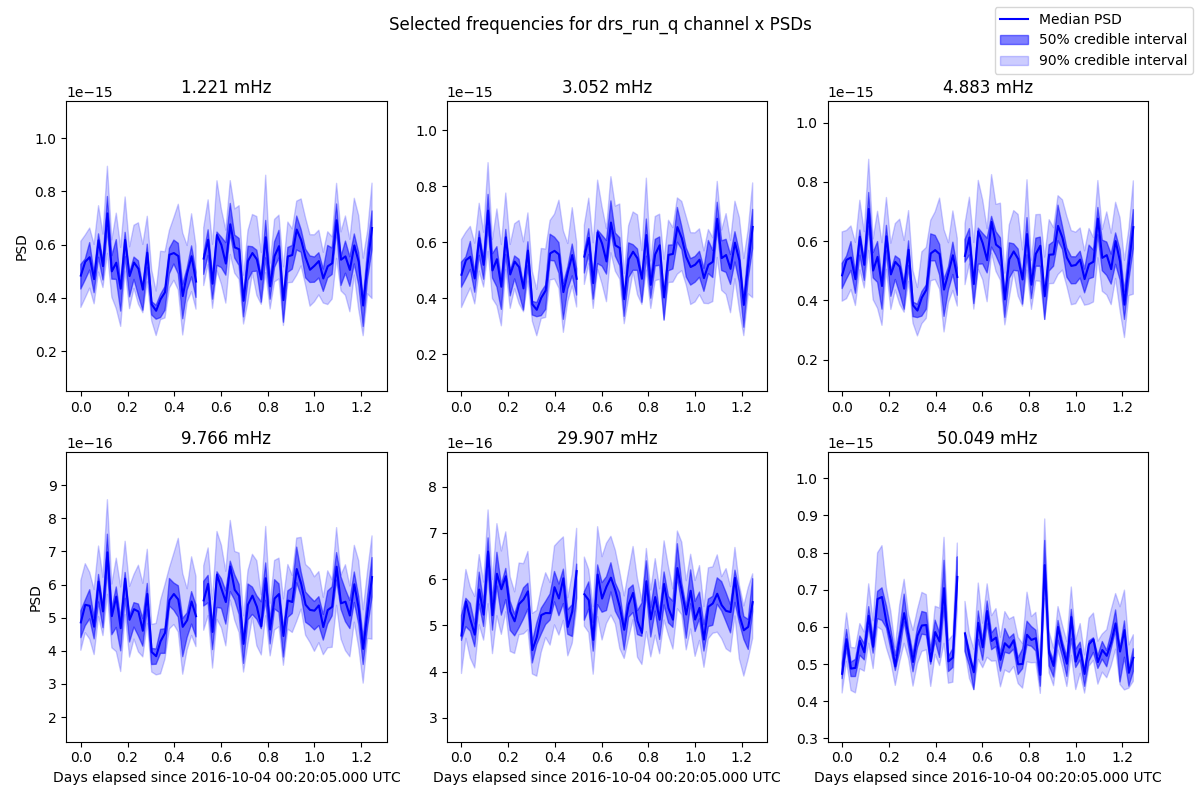 Selected frequencies for drs_run_q channel x PSDs
Median PSD
50% credible interval
90% credible interval
1e−15 1.221 mHz
1.0
0.8
0.6
0.4
0.2
PSD
0.0 0.2 0.4 0.6 0.8 1.0 1.2
1e−15 3.052 mHz
1.0
0.8
0.6
0.4
0.2
0.0 0.2 0.4 0.6 0.8 1.0 1.2
1e−15 4.883 mHz
1.0
0.8
0.6
0.4
0.2
0.0 0.2 0.4 0.6 0.8 1.0 1.2
1e−16 9.766 mHz
9
8
7
6
5
4
3
2
PSD
0.0 0.2 0.4 0.6 0.8 1.0 1.2
Days elapsed since 2016-10-04 00:20:05.000 UTC
1e−16 29.907 mHz
8
7
6
5
4
3
0.0 0.2 0.4 0.6 0.8 1.0 1.2
Days elapsed since 2016-10-04 00:20:05.000 UTC
1e−15 50.049 mHz
1.0
0.9
0.8
0.7
0.6
0.5
0.4
0.3
0.0 0.2 0.4 0.6 0.8 1.0 1.2
Days elapsed since 2016-10-04 00:20:05.000 UTC